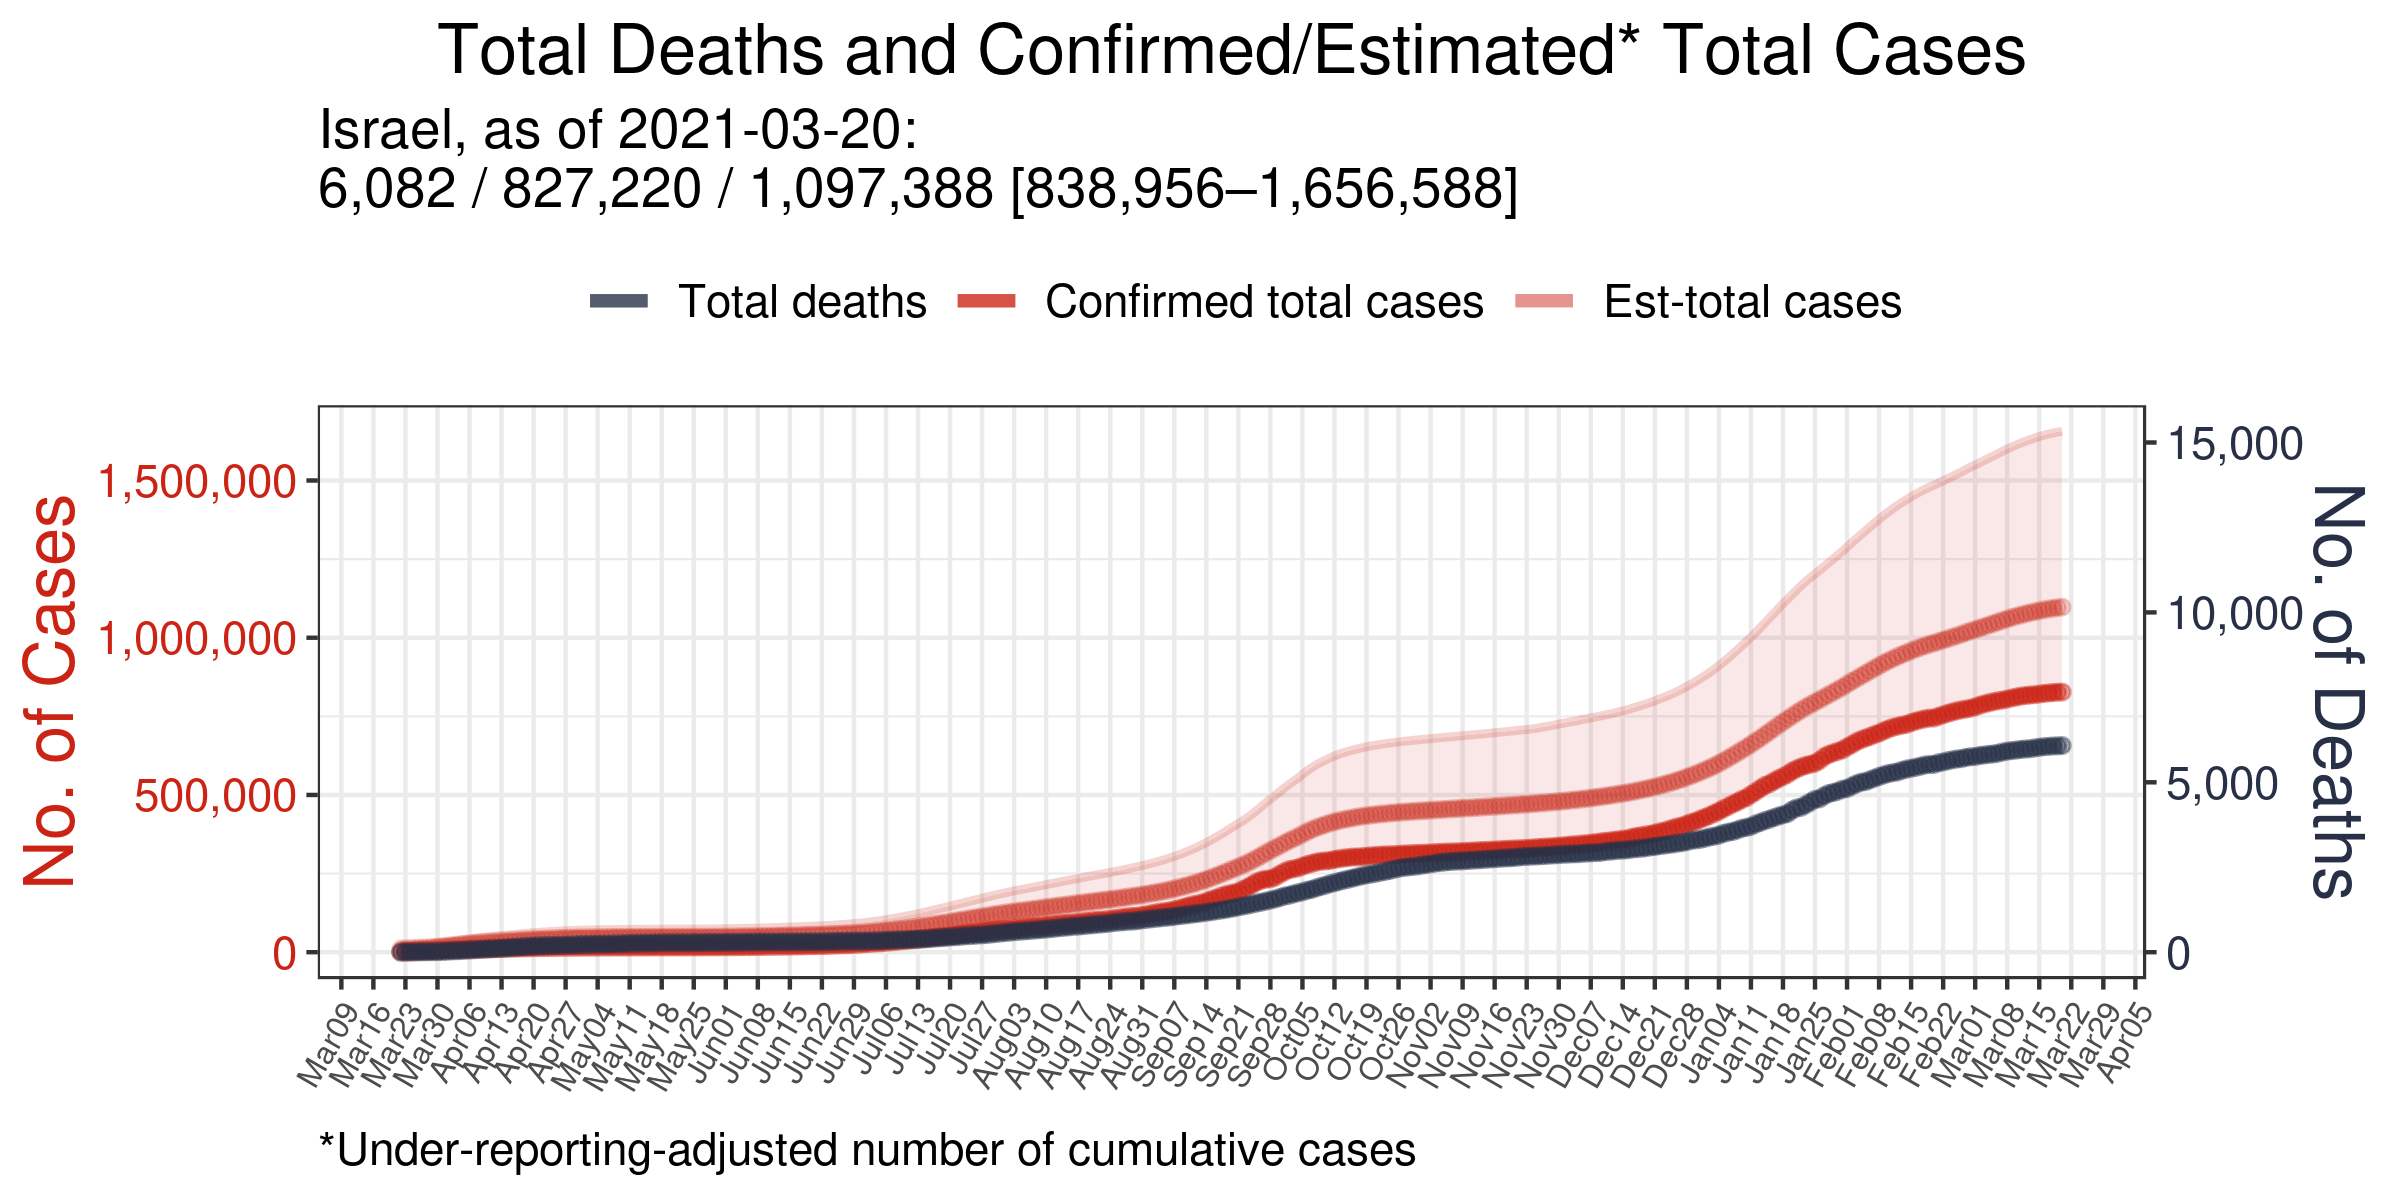 Total Deaths and Confirmed/Estimated* Total Cases
Israel, as of 2021-03-20:
6,082 / 827,220 / 1,097,388 [838,956–1,656,588]
Total deaths
Confirmed total cases
Est-total cases
No. of Cases
1,500,000
1,000,000
500,000
0
15,000
10,000
5,000
0
No. of Deaths
Mar09
Mar16
Mar23
Mar30
Apr06
Apr13
Apr20
Apr27
May04
May11
May18
May25
Jun01
Jun08
Jun15
Jun22
Jun29
Jul06
Jul13
Jul20
Jul27
Aug03
Aug10
Aug17
Aug24
Aug31
Sep07
Sep14
Sep21
Sep28
Oct05
Oct12
Oct19
Oct26
Nov02
Nov09
Nov16
Nov23
Nov30
Dec07
Dec14
Dec21
Dec28
Jan04
Jan11
Jan18
Jan25
Feb01
Feb08
Feb15
Feb22
Mar01
Mar08
Mar15
Mar22
Mar29
Apr05
*Under-reporting-adjusted number of cumulative cases